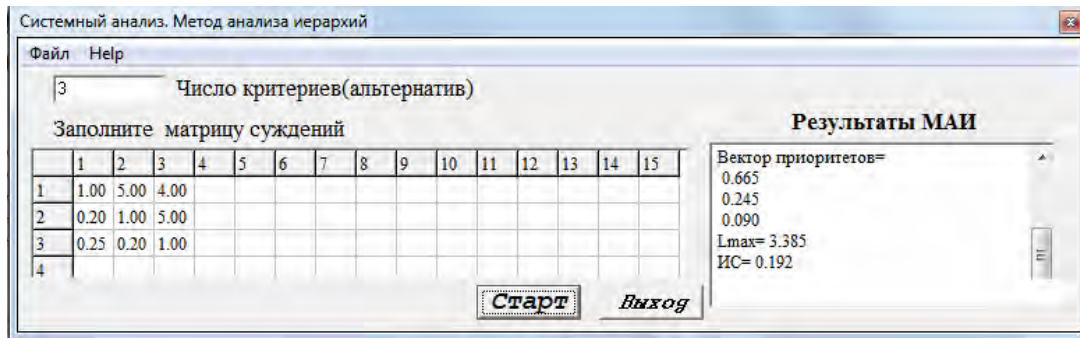 Системный анализ. Метод анализа иерархий
Файл Help
3 Число критериев(альтернатив)
Заполните матрицу суждений
1 2 3 4 5 6 7 8 9 10 11 12 13 14 15
1 1.00 5.00 4.00
2 0.20 1.00 5.00
3 0.25 0.20 1.00
4
Результаты МАИ
Вектор приоритетов=
0.665
0.245
0.090
Lmax= 3.385
ИС= 0.192
Старт Выход